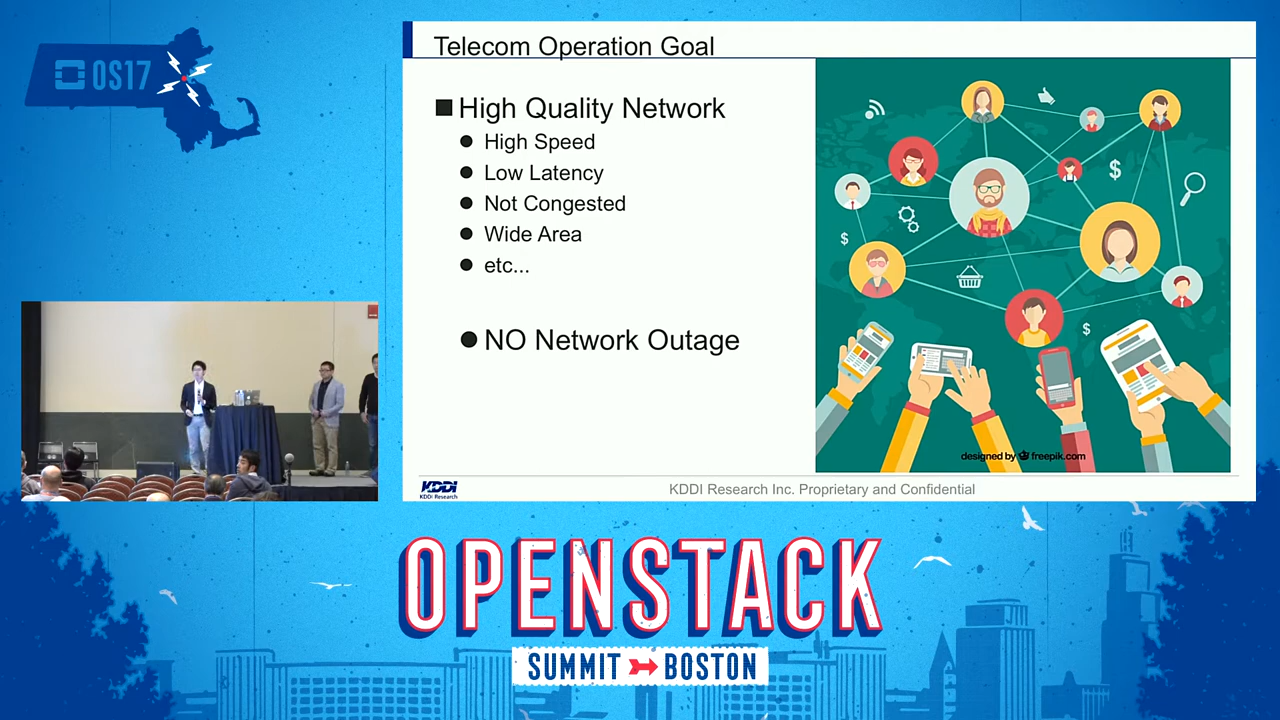 OS17
Telecom Operation Goal
High Quality Network
High Speed
Low Latency
Not Congested
Wide Area
etc...
NO Network Outage
designed by freepik.com
KDDI
KDDI Research
KDDI Research Inc. Proprietary and Confidential
OPENSTACK
SUMMIT BOSTON